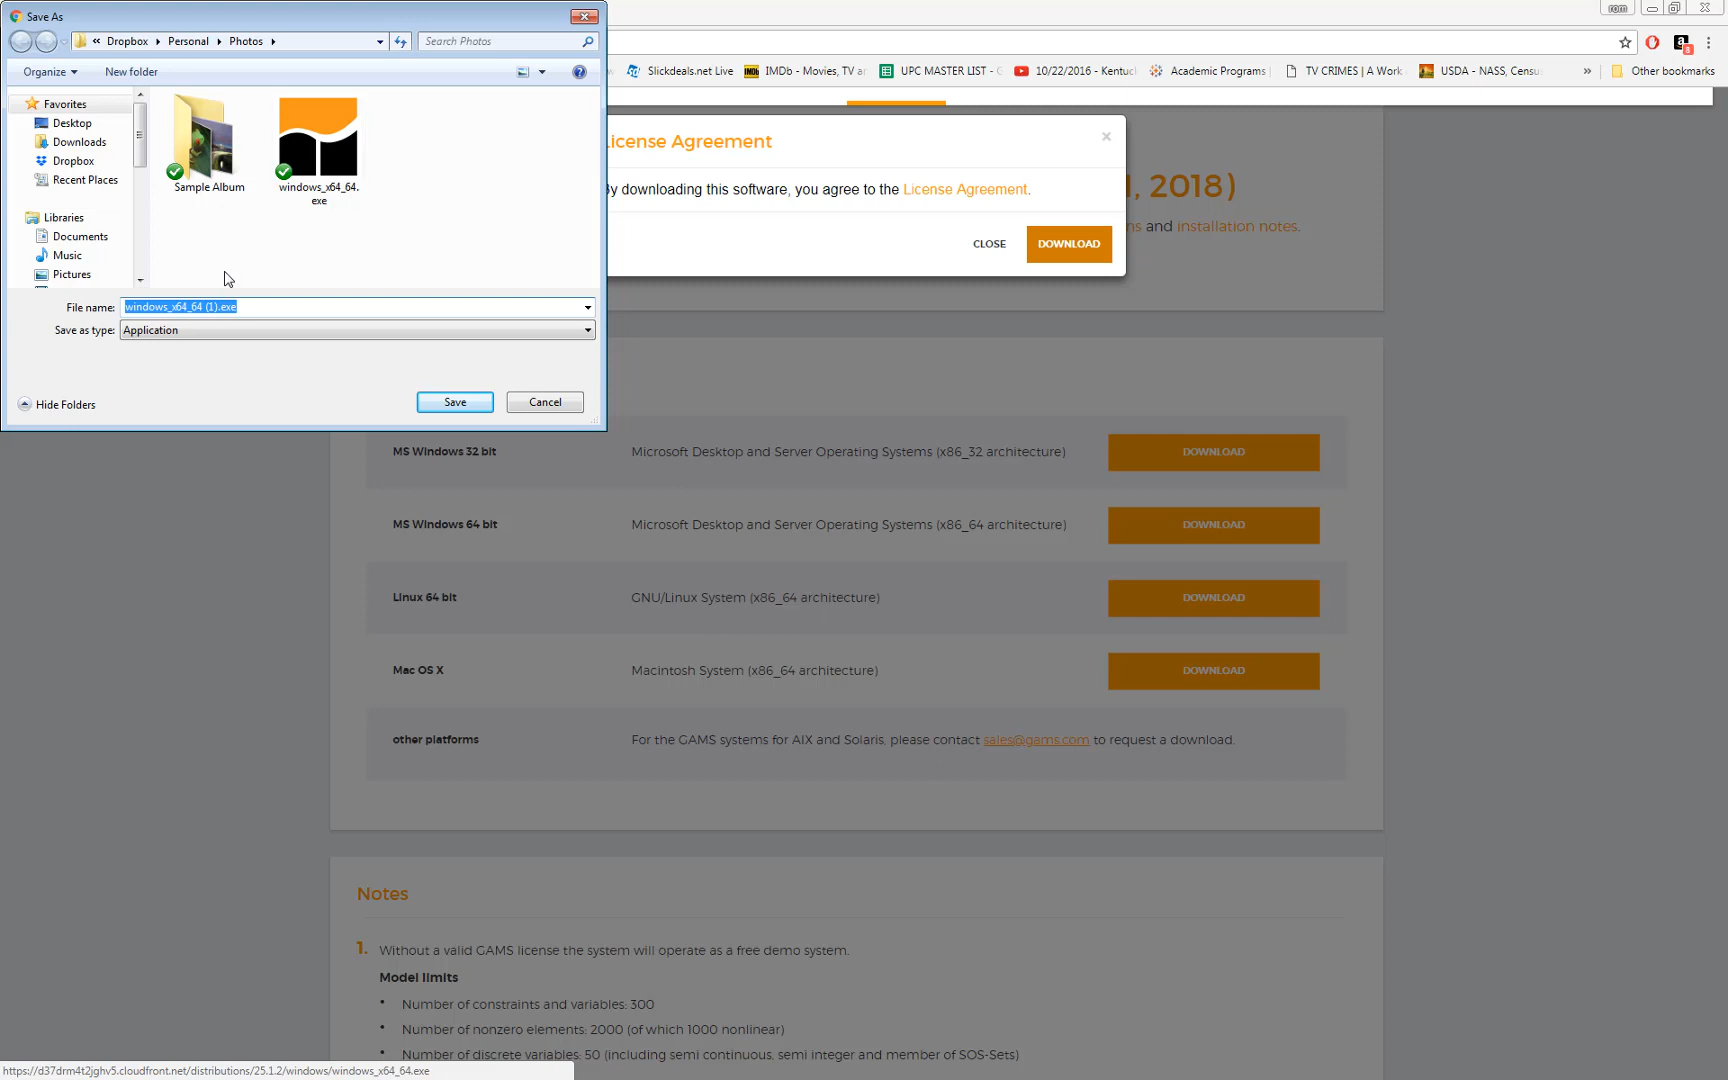 Save As
rom
« Dropbox ▸ Personal ▸ Photos ▸
Search Photos
8
Organize
New folder
Slickdeals.net Live
IMDb - Movies, TV ar
UPC MASTER LIST - G
10/22/2016 - Kentuck
Academic Programs |
TV CRIMES | A Work
USDA - NASS, Censu
»
Other bookmarks
Favorites
Desktop
Downloads
Dropbox
Recent Places
Libraries
Documents
Music
Pictures
Sample Album
windows_x64_64.
exe
File name:
windows_x64_64 (1).exe
Save as type:
Application
Hide Folders
Save
Cancel
License Agreement
×
By downloading this software, you agree to the License Agreement.
CLOSE
DOWNLOAD
1, 2018)
ns and installation notes.
MS Windows 32 bit
Microsoft Desktop and Server Operating Systems (x86_32 architecture)
DOWNLOAD
MS Windows 64 bit
Microsoft Desktop and Server Operating Systems (x86_64 architecture)
DOWNLOAD
Linux 64 bit
GNU/Linux System (x86_64 architecture)
DOWNLOAD
Mac OS X
Macintosh System (x86_64 architecture)
DOWNLOAD
other platforms
For the GAMS systems for AIX and Solaris, please contact sales@gams.com to request a download.
Notes
1. Without a valid GAMS license the system will operate as a free demo system.
Model limits
• Number of constraints and variables: 300
• Number of nonzero elements: 2000 (of which 1000 nonlinear)
• Number of discrete variables: 50 (including semi continuous, semi integer and member of SOS-Sets)
https://d37drm4t2jghv5.cloudfront.net/distributions/25.1.2/windows/windows_x64_64.exe